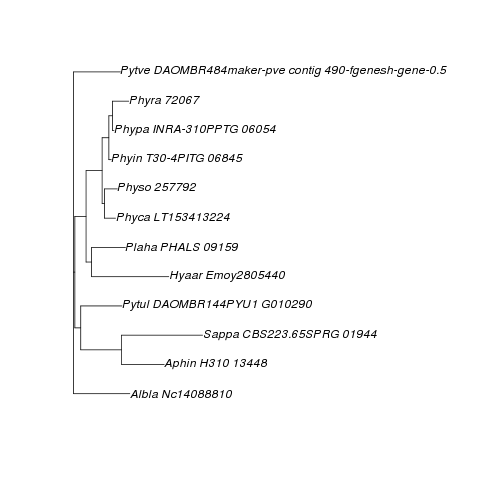 Pytve DAOMBR484maker-pve contig 490-fgenesh-gene-0.5
Phyra 72067
Phypa INRA-310PPTG 06054
Phyin T30-4PITG 06845
Physo 257792
Phyca LT153413224
Plaha PHALS 09159
Hyaar Emoy2805440
Pytul DAOMBR144PYU1 G010290
Sappa CBS223.65SPRG 01944
Aphin H310 13448
Albla Nc14088810